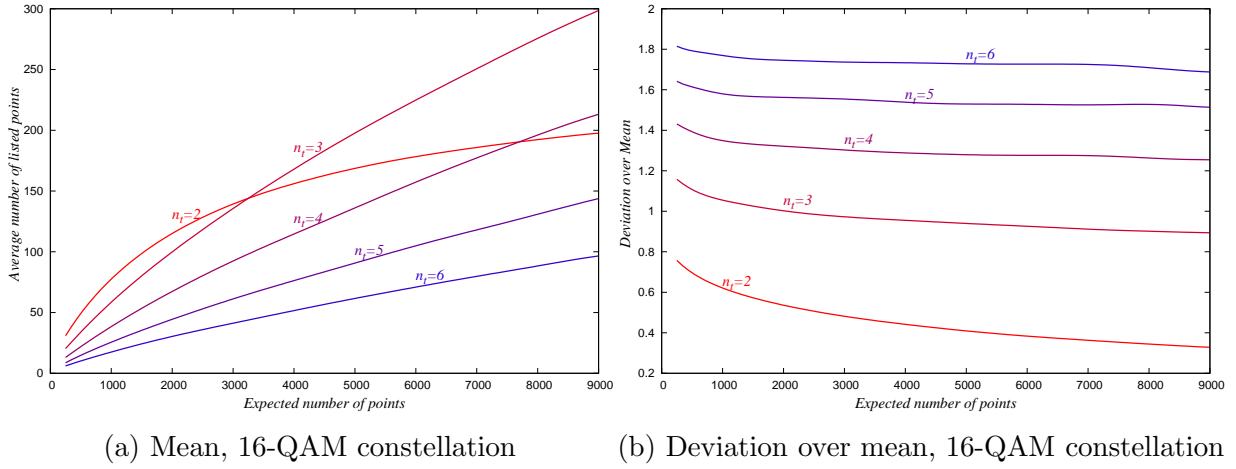 300
250
200
150
100
50
0
0 1000 2000 3000 4000 5000 6000 7000 8000 9000
Average number of listed points
Expected number of points
n_t=2
n_t=3
n_t=4
n_t=5
n_t=6
(a) Mean, 16-QAM constellation
2
1.8
1.6
1.4
1.2
1
0.8
0.6
0.4
0.2
0 1000 2000 3000 4000 5000 6000 7000 8000 9000
Deviation over Mean
Expected number of points
n_t=6
n_t=5
n_t=4
n_t=3
n_t=2
(b) Deviation over mean, 16-QAM constellation